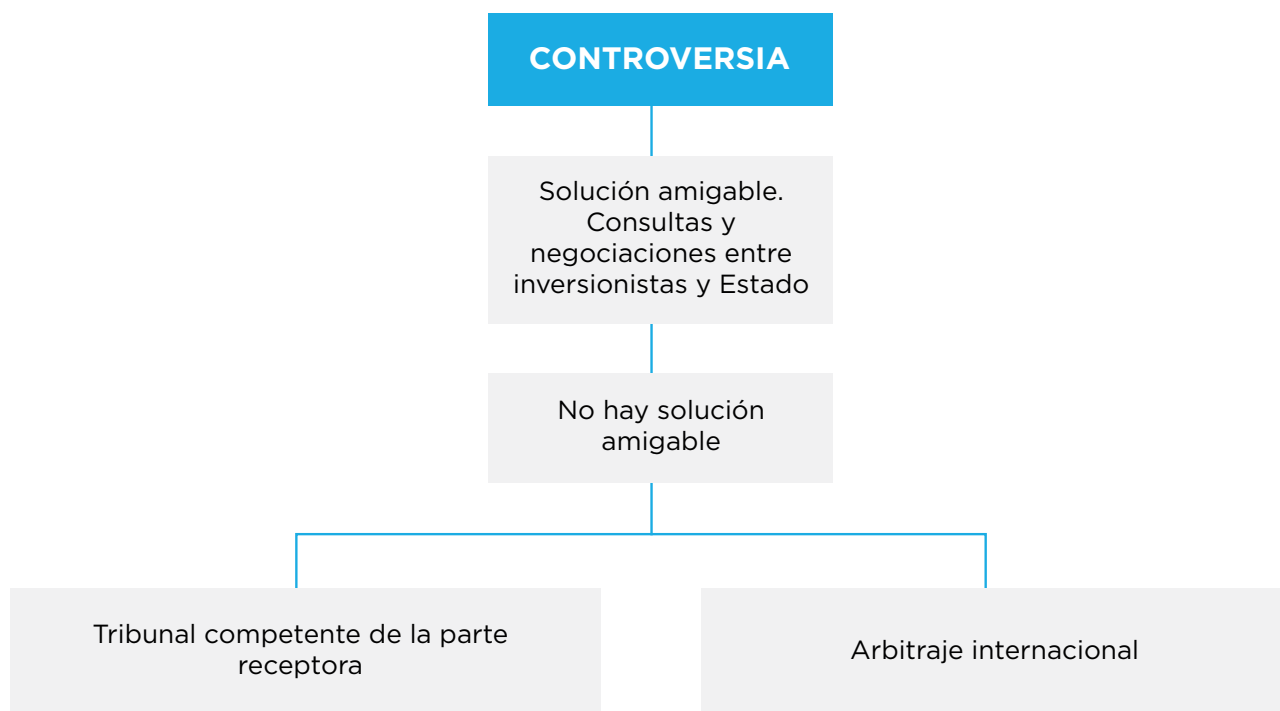 CONTROVERSIA
Solución amigable.
Consultas y
negociaciones entre
inversionistas y Estado
No hay solución
amigable
Tribunal competente de la parte
receptora
Arbitraje internacional